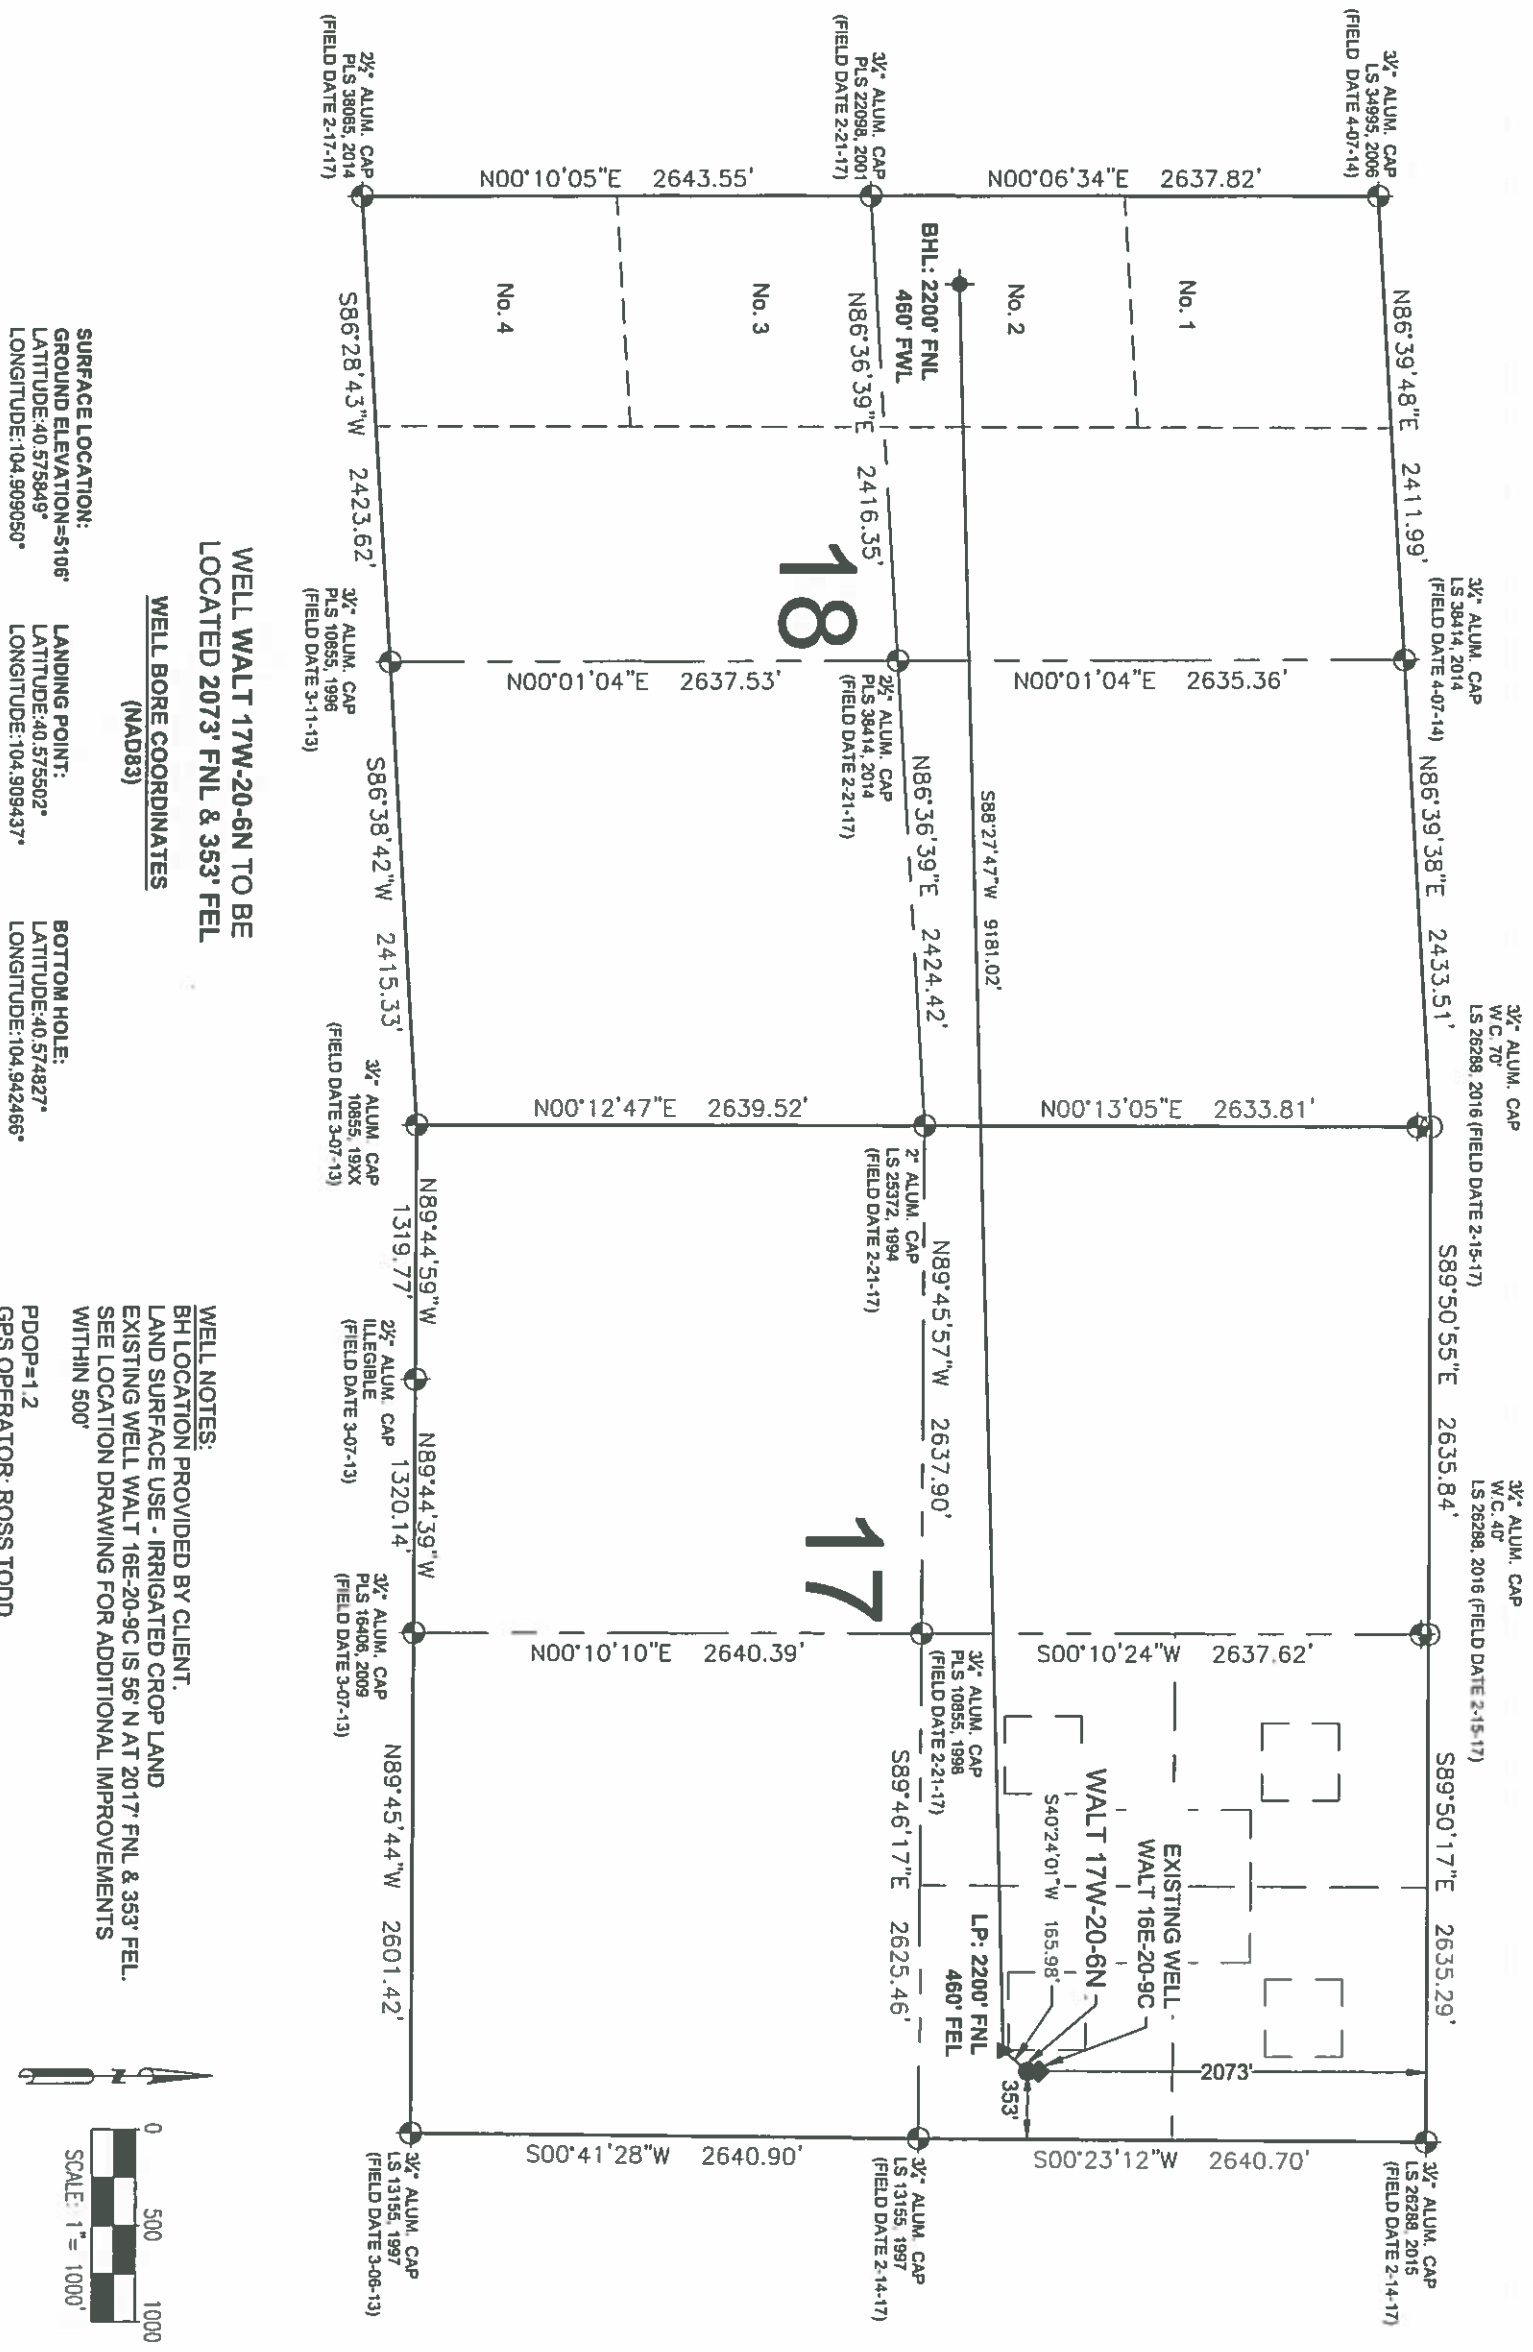 3¼" ALUM. CAP
LS 34995, 2006
(FIELD DATE 4-07-14)
N86°39'48"E 2411.99'
3¼" ALUM. CAP
LS 38414, 2014
(FIELD DATE 4-07-14)
N86°39'38"E 2433.51'
3¼" ALUM. CAP
W.C. 70'
LS 26288, 2016 (FIELD DATE 2-15-17)
S89°50'55"E 2635.84'
3¼" ALUM. CAP
W.C. 40'
LS 26288, 2016 (FIELD DATE 2-15-17)
S89°50'17"E 2635.29'
3¼" ALUM. CAP
LS 26288, 2015
(FIELD DATE 2-14-17)
N00°06'34"E 2637.82'
No. 1
No. 2
N00°01'04"E 2635.36'
N00°13'05"E 2633.81'
S00°10'24"W 2637.62'
2073'
S00°23'12"W 2640.70'
EXISTING WELL
WALT 16E-20-9C
WALT 17W-20-6N
S40°24'01"W 165.98'
353'
LP: 2200' FNL
460' FEL
S88°27'47"W 9181.02'
BHL: 2200' FNL
460' FWL
3¼" ALUM. CAP
PLS 22098, 2001
(FIELD DATE 2-21-17)
N86°36'39"E 2416.35'
2½" ALUM. CAP
PLS 38414, 2014
(FIELD DATE 2-21-17)
N86°36'39"E 2424.42'
2" ALUM. CAP
LS 25372, 1994
(FIELD DATE 2-21-17)
N89°45'57"W 2637.90'
3¼" ALUM. CAP
PLS 10855, 1998
(FIELD DATE 2-21-17)
S89°46'17"E 2625.46'
3¼" ALUM. CAP
LS 13155, 1997
(FIELD DATE 2-14-17)
18
17
No. 3
No. 4
N00°10'05"E 2643.55'
N00°01'04"E 2637.53'
N00°12'47"E 2639.52'
N00°10'10"E 2640.39'
S00°41'28"W 2640.90'
2½" ALUM. CAP
PLS 38065, 2014
(FIELD DATE 2-17-17)
S86°28'43"W 2423.62'
3¼" ALUM. CAP
PLS 10855, 1996
(FIELD DATE 3-11-13)
S86°38'42"W 2415.33'
3¼" ALUM. CAP
10855, 19XX
(FIELD DATE 3-07-13)
N89°44'59"W
1319.77'
2½" ALUM. CAP
ILLEGIBLE
(FIELD DATE 3-07-13)
N89°44'39"W
1320.14'
3¼" ALUM. CAP
PLS 16406, 2009
(FIELD DATE 3-07-13)
N89°45'44"W 2601.42'
3¼" ALUM. CAP
LS 13155, 1997
(FIELD DATE 3-06-13)
WELL WALT 17W-20-6N TO BE
LOCATED 2073' FNL & 353' FEL
WELL BORE COORDINATES
(NAD83)
SURFACE LOCATION:
GROUND ELEVATION=5106'
LATITUDE:40.575849°
LONGITUDE:104.909050°
LANDING POINT:
LATITUDE:40.575502°
LONGITUDE:104.909437°
BOTTOM HOLE:
LATITUDE:40.574827°
LONGITUDE:104.942466°
WELL NOTES:
BH LOCATION PROVIDED BY CLIENT.
LAND SURFACE USE - IRRIGATED CROP LAND
EXISTING WELL WALT 16E-20-9C IS 56' N AT 2017' FNL & 353' FEL.
SEE LOCATION DRAWING FOR ADDITIONAL IMPROVEMENTS
WITHIN 500'
PDOP=1.2
GPS OPERATOR: ROSS TODD
N
0 500 1000
SCALE: 1"= 1000'